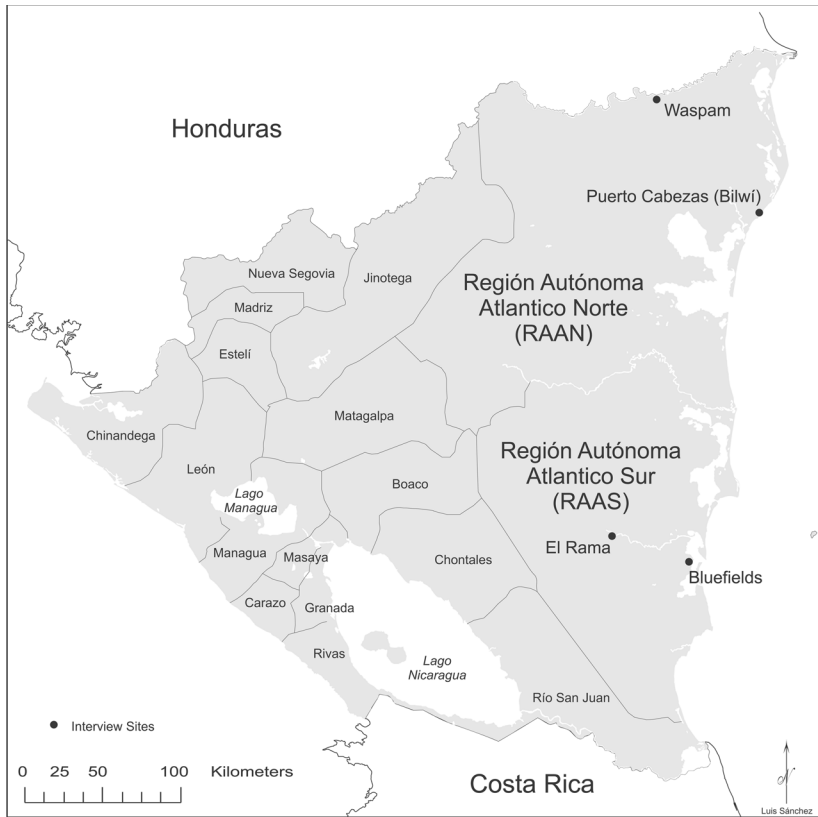 Honduras
Waspam
Puerto Cabezas (Bilwí)
Nueva Segovia
Jinotega
Región Autónoma
Atlantico Norte
(RAAN)
Madriz
Estelí
Matagalpa
Chinandega
León
Región Autónoma
Atlantico Sur
(RAAS)
Boaco
Lago
Managua
El Rama
Managua
Masaya
Chontales
Bluefields
Carazo
Granada
Rivas
Lago
Nicaragua
Río San Juan
Interview Sites
0 25 50 100 Kilometers
Costa Rica
N
Luis Sánchez